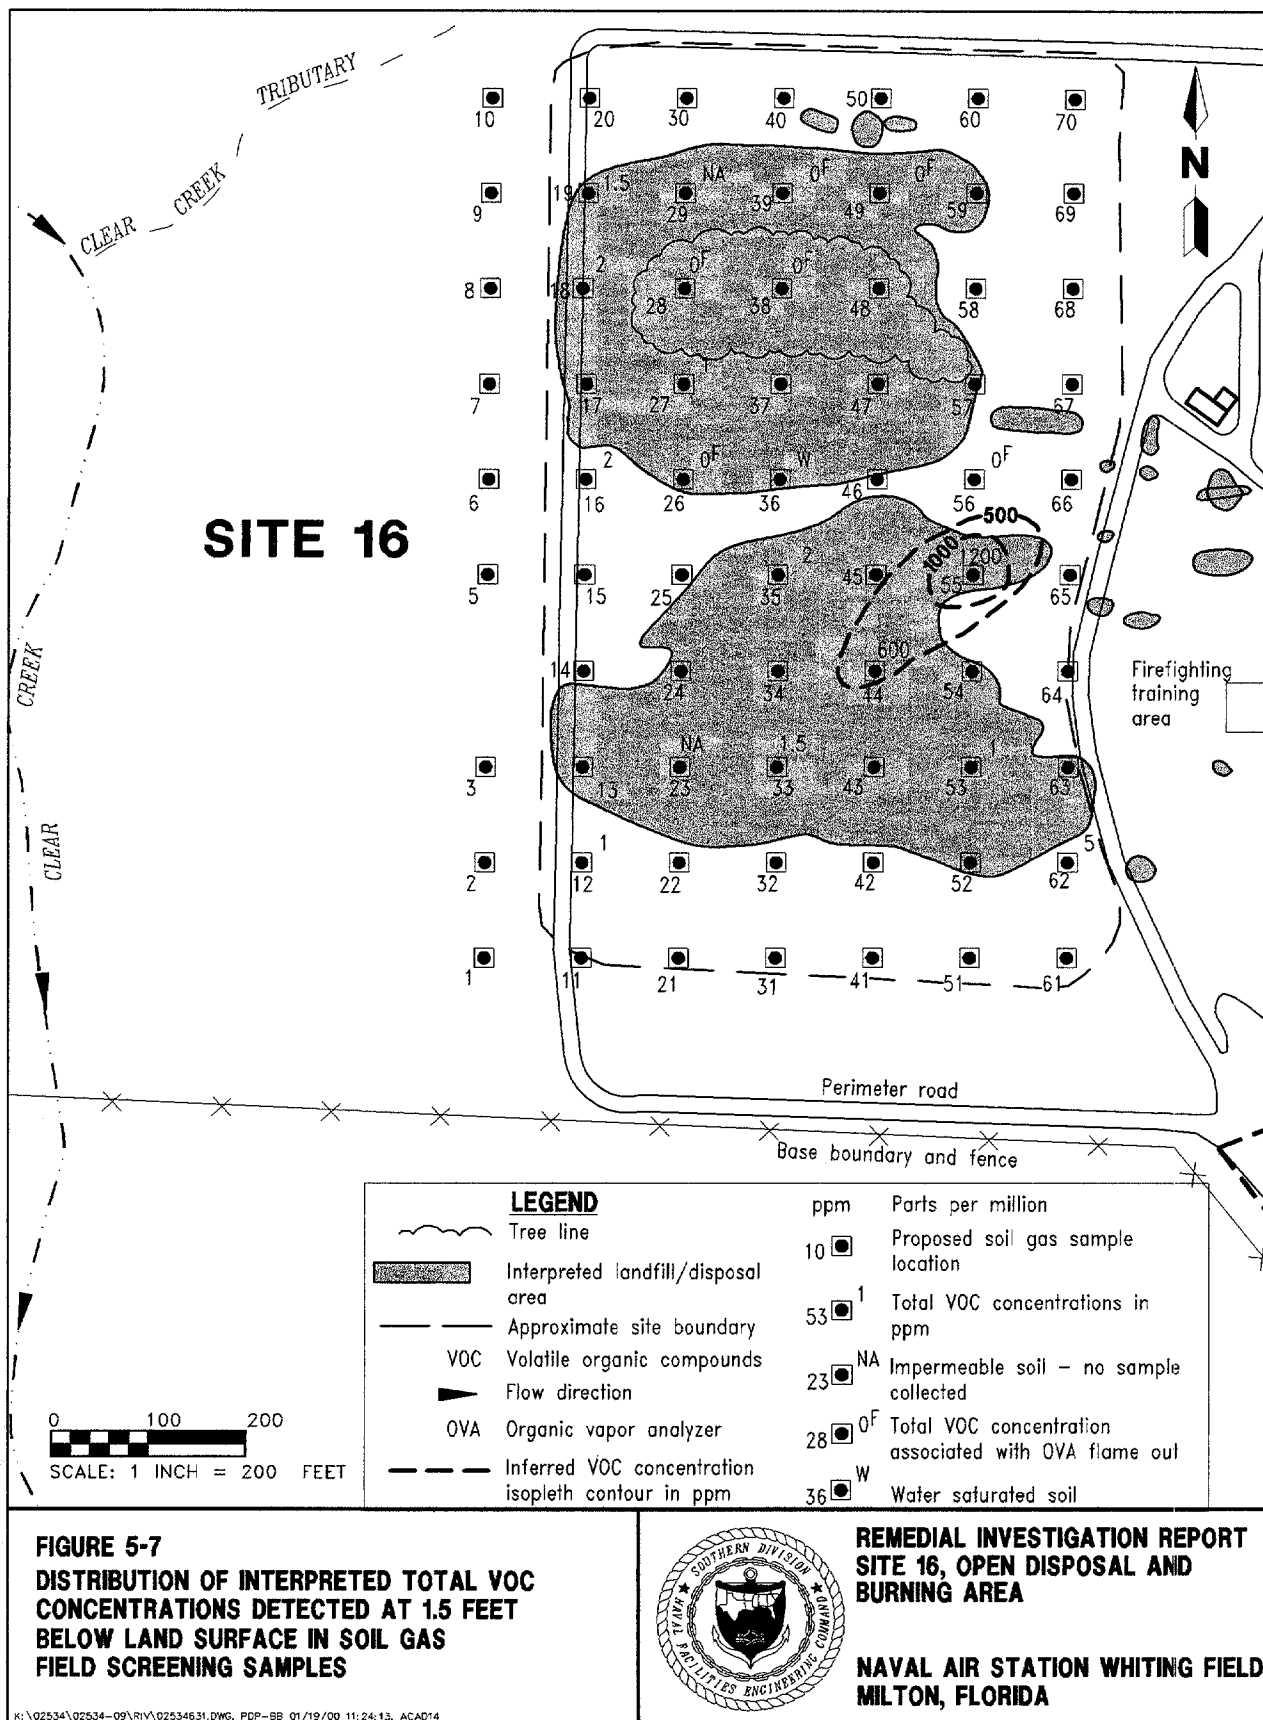 TRIBUTARY
CREEK
CLEAR
N
10 20 30 40 50 60 70
1.5 NA OF OF
9 19 29 39 49 59 69
2 OF OF
8 18 28 38 48 58 68
7 17 27 37 47 57 67
2 OF W OF
6 16 26 36 46 56 66
SITE 16
500
1000
2 1200
5 15 25 35 45 55 65
600
14 24 34 44 54 64
CREEK
Firefighting
training
area
NA 1.5 1
3 13 23 33 43 53 63
CLEAR
1 5
2 12 22 32 42 52 62
1 11 21 31 41 51 61
Perimeter road
Base boundary and fence
LEGEND
Tree line
Interpreted landfill/disposal
area
Approximate site boundary
VOC Volatile organic compounds
Flow direction
OVA Organic vapor analyzer
Inferred VOC concentration
isopleth contour in ppm
ppm Parts per million
10 Proposed soil gas sample
location
53 1 Total VOC concentrations in
ppm
23 NA Impermeable soil – no sample
collected
28 OF Total VOC concentration
associated with OVA flame out
36 W Water saturated soil
0 100 200
SCALE: 1 INCH = 200 FEET
FIGURE 5-7
DISTRIBUTION OF INTERPRETED TOTAL VOC
CONCENTRATIONS DETECTED AT 1.5 FEET
BELOW LAND SURFACE IN SOIL GAS
FIELD SCREENING SAMPLES
SOUTHERN DIVISION
NAVAL FACILITIES ENGINEERING COMMAND
REMEDIAL INVESTIGATION REPORT
SITE 16, OPEN DISPOSAL AND
BURNING AREA
NAVAL AIR STATION WHITING FIELD
MILTON, FLORIDA
K:\02534\02534-09\RIV\02534631.DWG, PDP-BB 01/19/00 11:24:13, ACAD14